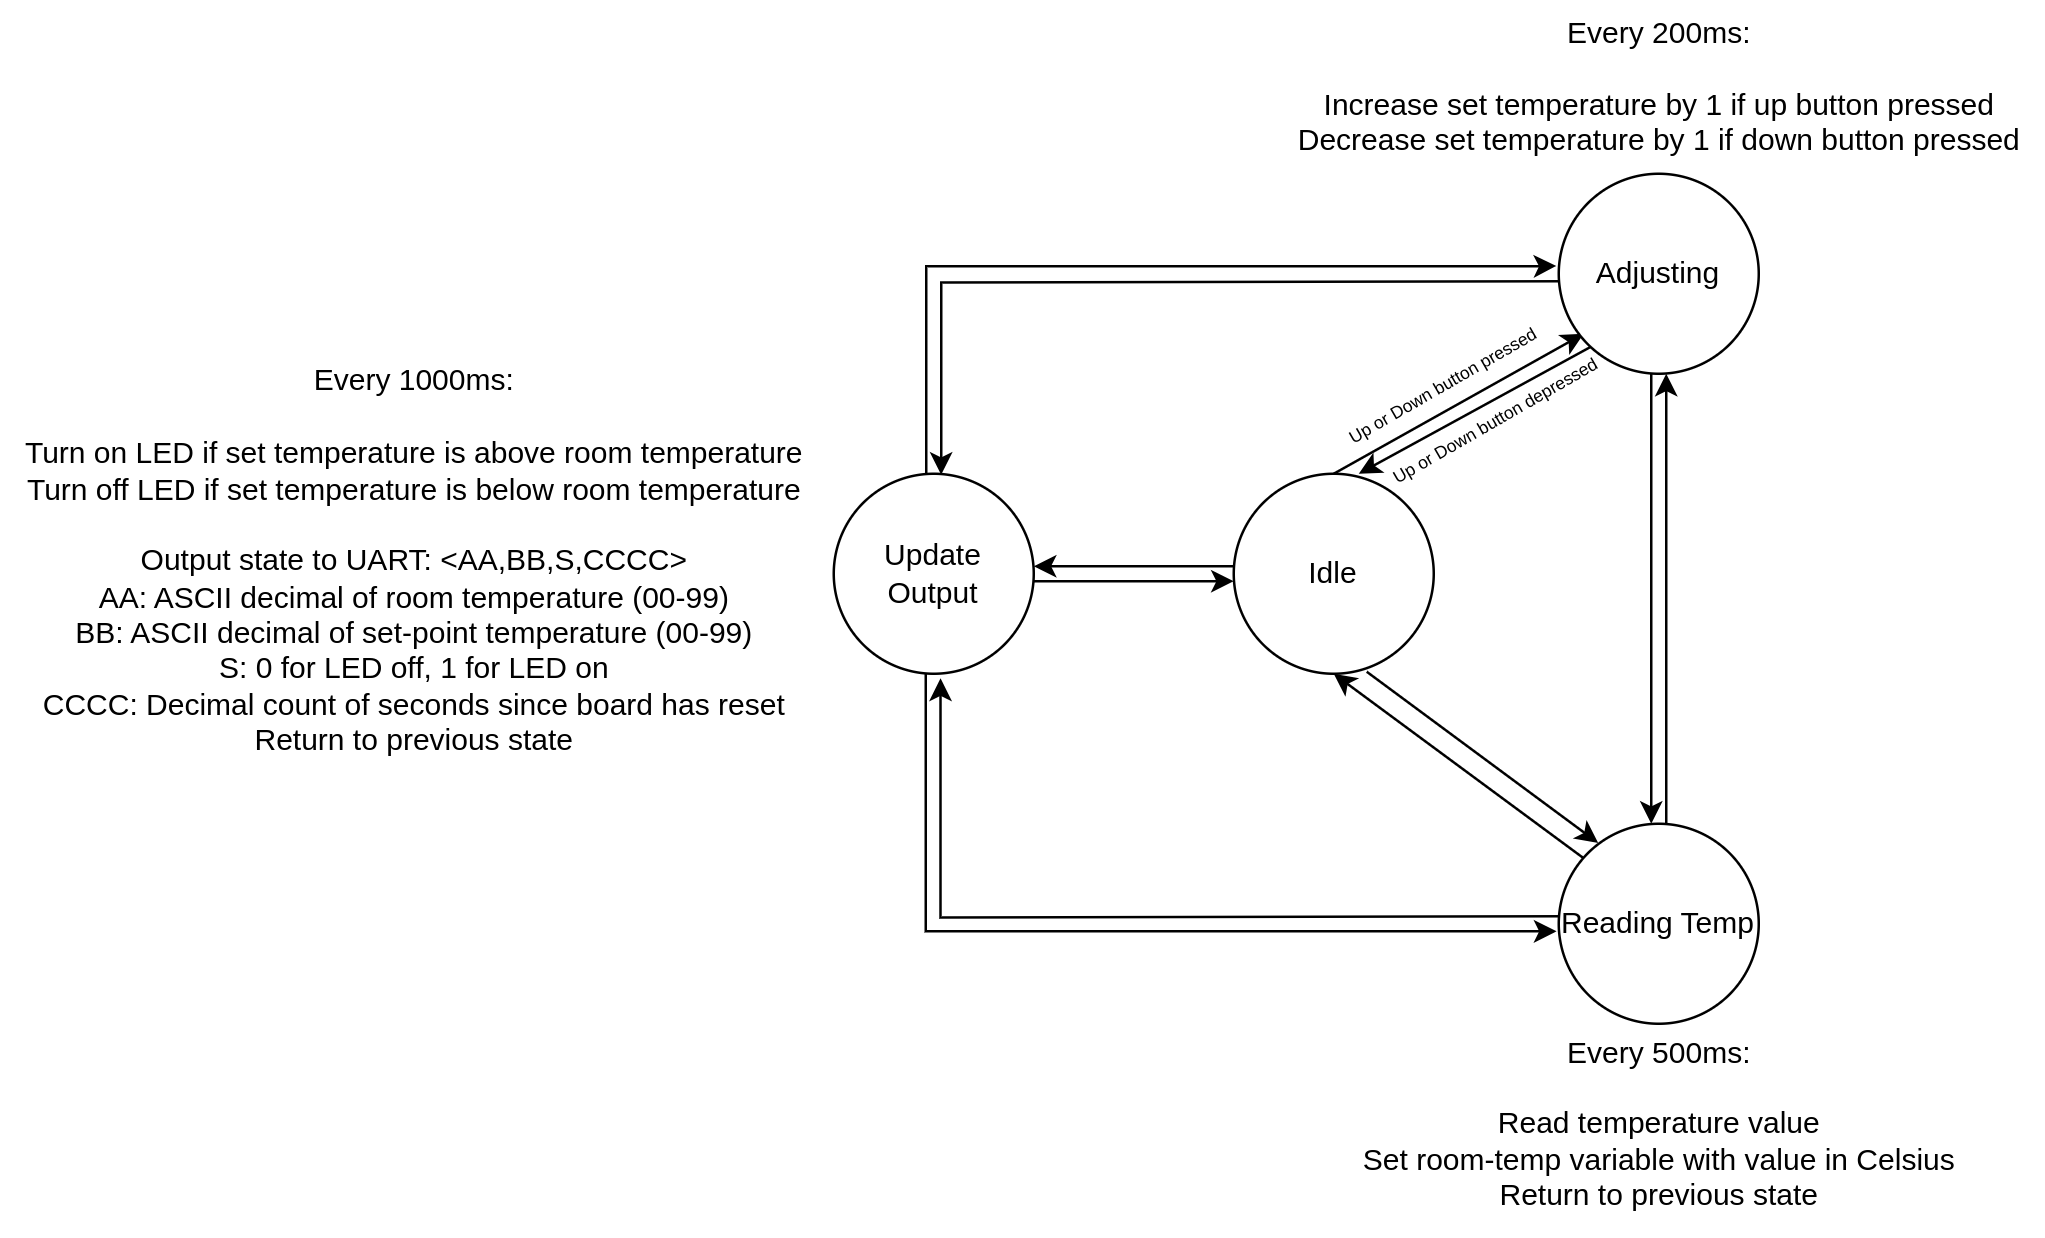 Every 200ms:
Increase set temperature by 1 if up button pressed
Decrease set temperature by 1 if down button pressed
Adjusting
Up or Down button pressed
Up or Down button depressed
Every 1000ms:
Turn on LED if set temperature is above room temperature
Turn off LED if set temperature is below room temperature
Output state to UART: <AA,BB,S,CCCC>
AA: ASCII decimal of room temperature (00-99)
BB: ASCII decimal of set-point temperature (00-99)
S: 0 for LED off, 1 for LED on
CCCC: Decimal count of seconds since board has reset
Return to previous state
Update
Output
Idle
Reading Temp
Every 500ms:
Read temperature value
Set room-temp variable with value in Celsius
Return to previous state